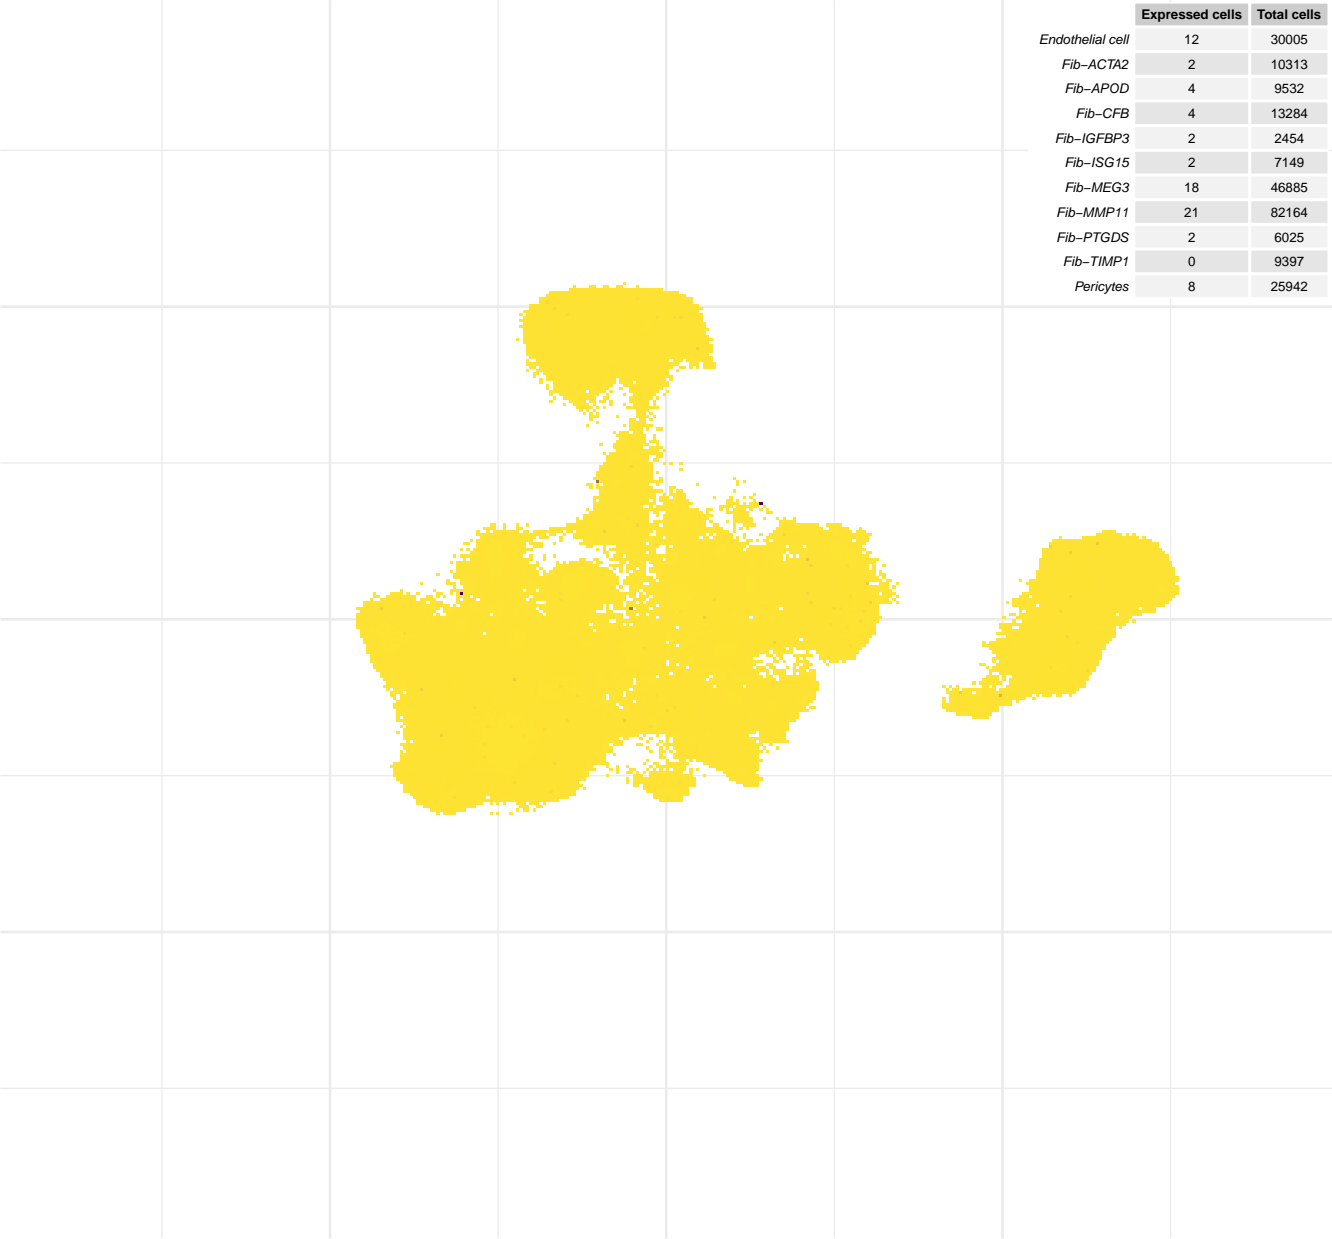 Expressed cells Total cells
Endothelial cell 12 30005
Fib−ACTA2 2 10313
Fib−APOD 4 9532
Fib−CFB 4 13284
Fib−IGFBP3 2 2454
Fib−ISG15 2 7149
Fib−MEG3 18 46885
Fib−MMP11 21 82164
Fib−PTGDS 2 6025
Fib−TIMP1 0 9397
Pericytes 8 25942